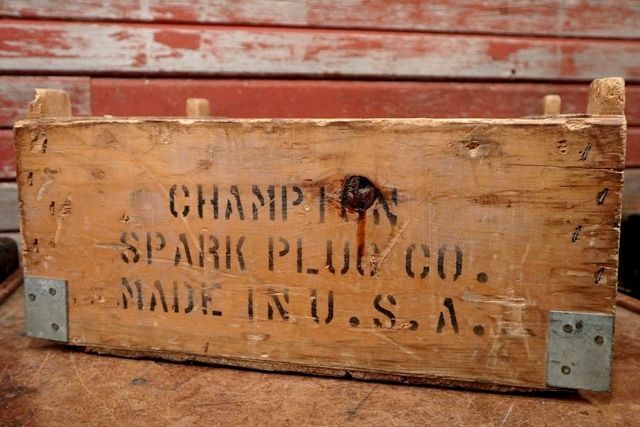 CHAMPION
SPARK PLUG CO.
MADE IN U.S.A.